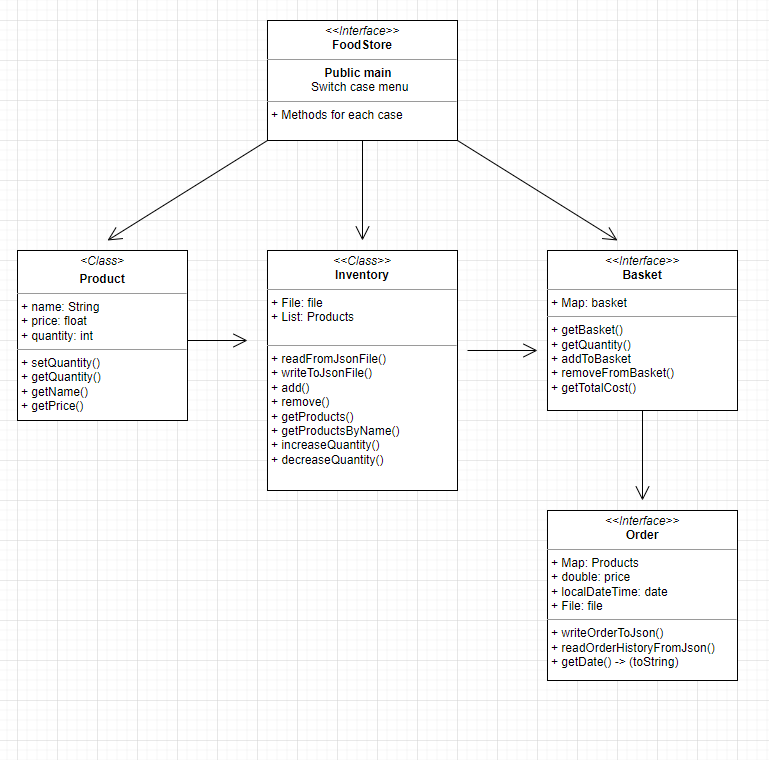 <<Interface>>
FoodStore
Public main
Switch case menu
+ Methods for each case
<Class>
Product
+ name: String
+ price: float
+ quantity: int
+ setQuantity()
+ getQuantity()
+ getName()
+ getPrice()
<<Class>>
Inventory
+ File: file
+ List: Products
+ readFromJsonFile()
+ writeToJsonFile()
+ add()
+ remove()
+ getProducts()
+ getProductsByName()
+ increaseQuantity()
+ decreaseQuantity()
<<Interface>>
Basket
+ Map: basket
+ getBasket()
+ getQuantity()
+ addToBasket
+ removeFromBasket()
+ getTotalCost()
<<Interface>>
Order
+ Map: Products
+ double: price
+ localDateTime: date
+ File: file
+ writeOrderToJson()
+ readOrderHistoryFromJson()
+ getDate() -> (toString)